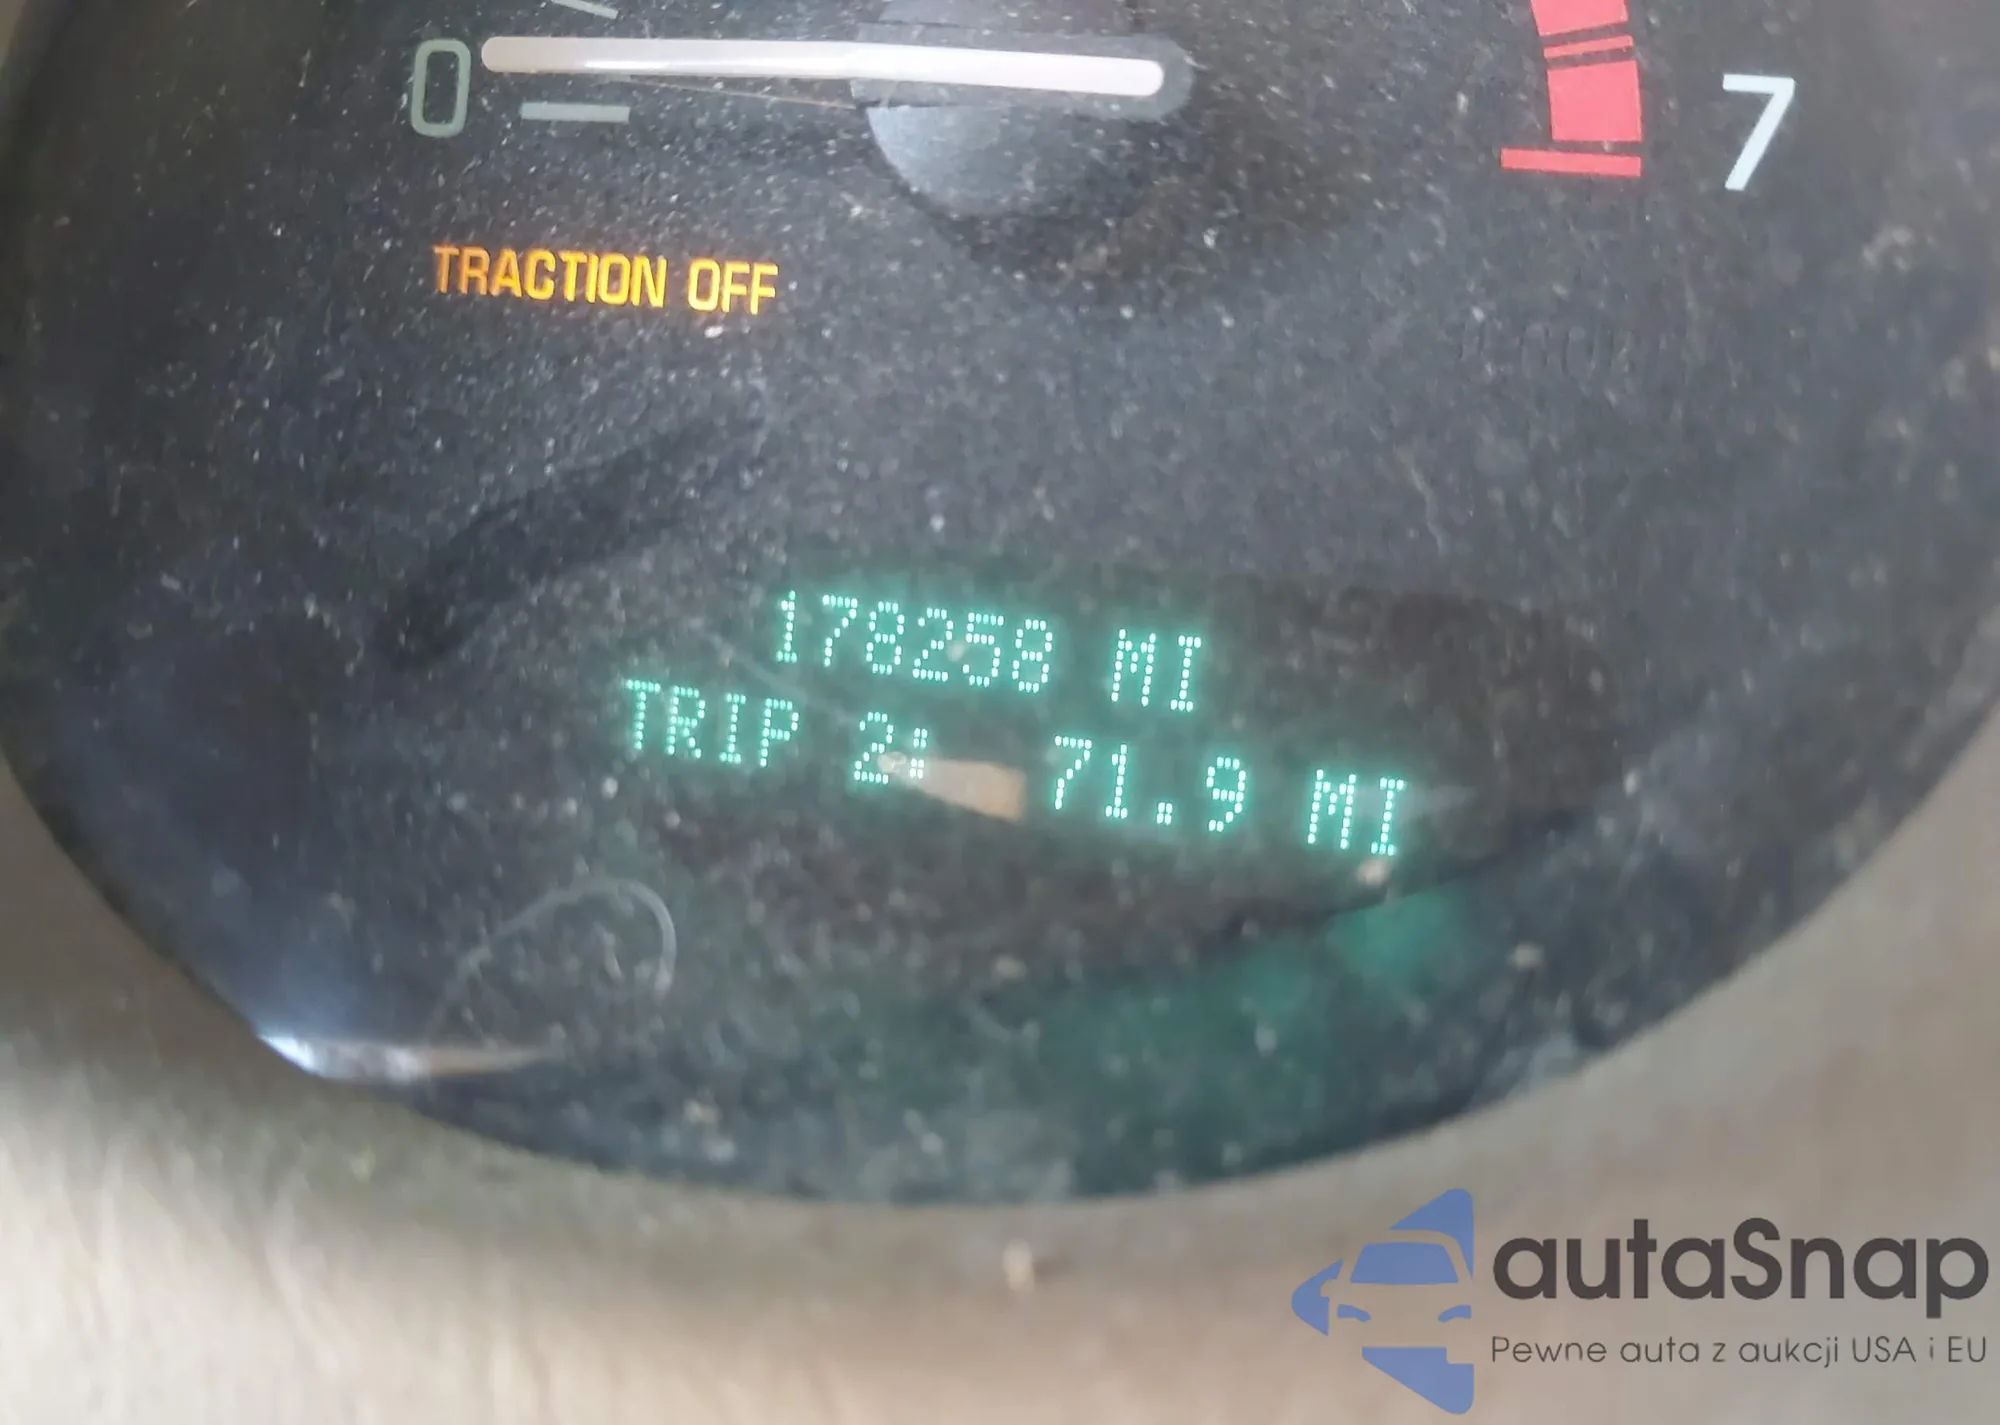 0
7
TRACTION OFF
178258 MI
TRIP 2: 71.9 MI
autaSnap
Pewne auta z aukcji USA i EU